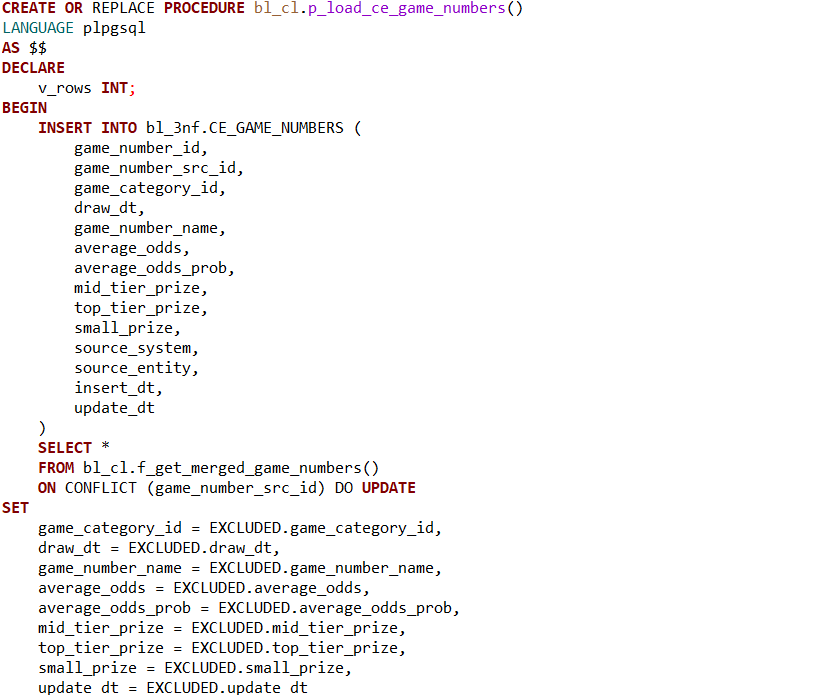 CREATE OR REPLACE PROCEDURE bl_cl.p_load_ce_game_numbers()
LANGUAGE plpgsql
AS $$
DECLARE
    v_rows INT;
BEGIN
    INSERT INTO bl_3nf.CE_GAME_NUMBERS (
        game_number_id,
        game_number_src_id,
        game_category_id,
        draw_dt,
        game_number_name,
        average_odds,
        average_odds_prob,
        mid_tier_prize,
        top_tier_prize,
        small_prize,
        source_system,
        source_entity,
        insert_dt,
        update_dt
    )
    SELECT *
    FROM bl_cl.f_get_merged_game_numbers()
    ON CONFLICT (game_number_src_id) DO UPDATE
SET
    game_category_id = EXCLUDED.game_category_id,
    draw_dt = EXCLUDED.draw_dt,
    game_number_name = EXCLUDED.game_number_name,
    average_odds = EXCLUDED.average_odds,
    average_odds_prob = EXCLUDED.average_odds_prob,
    mid_tier_prize = EXCLUDED.mid_tier_prize,
    top_tier_prize = EXCLUDED.top_tier_prize,
    small_prize = EXCLUDED.small_prize,
    update_dt = EXCLUDED.update_dt